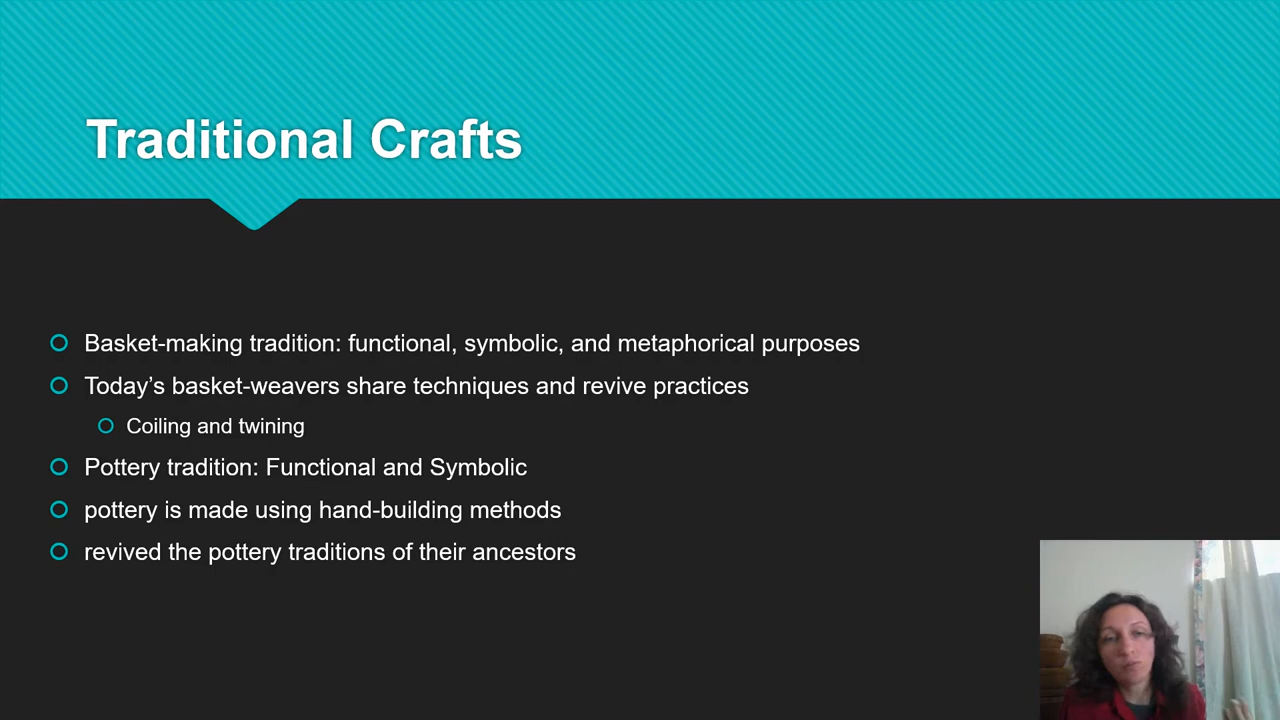 Traditional Crafts
Basket-making tradition: functional, symbolic, and metaphorical purposes
Today’s basket-weavers share techniques and revive practices
Coiling and twining
Pottery tradition: Functional and Symbolic
pottery is made using hand-building methods
revived the pottery traditions of their ancestors